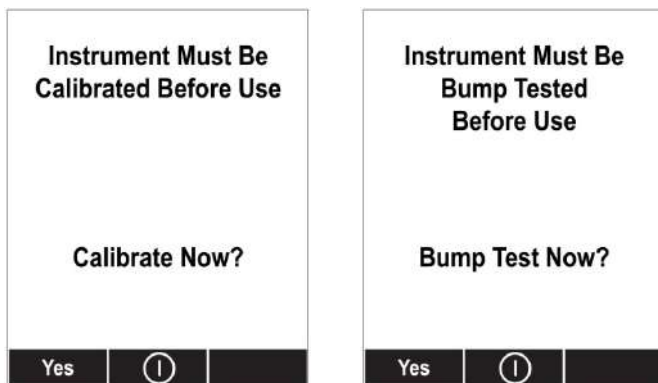 Instrument Must Be
Calibrated Before Use
Calibrate Now?
Yes
Instrument Must Be
Bump Tested
Before Use
Bump Test Now?
Yes